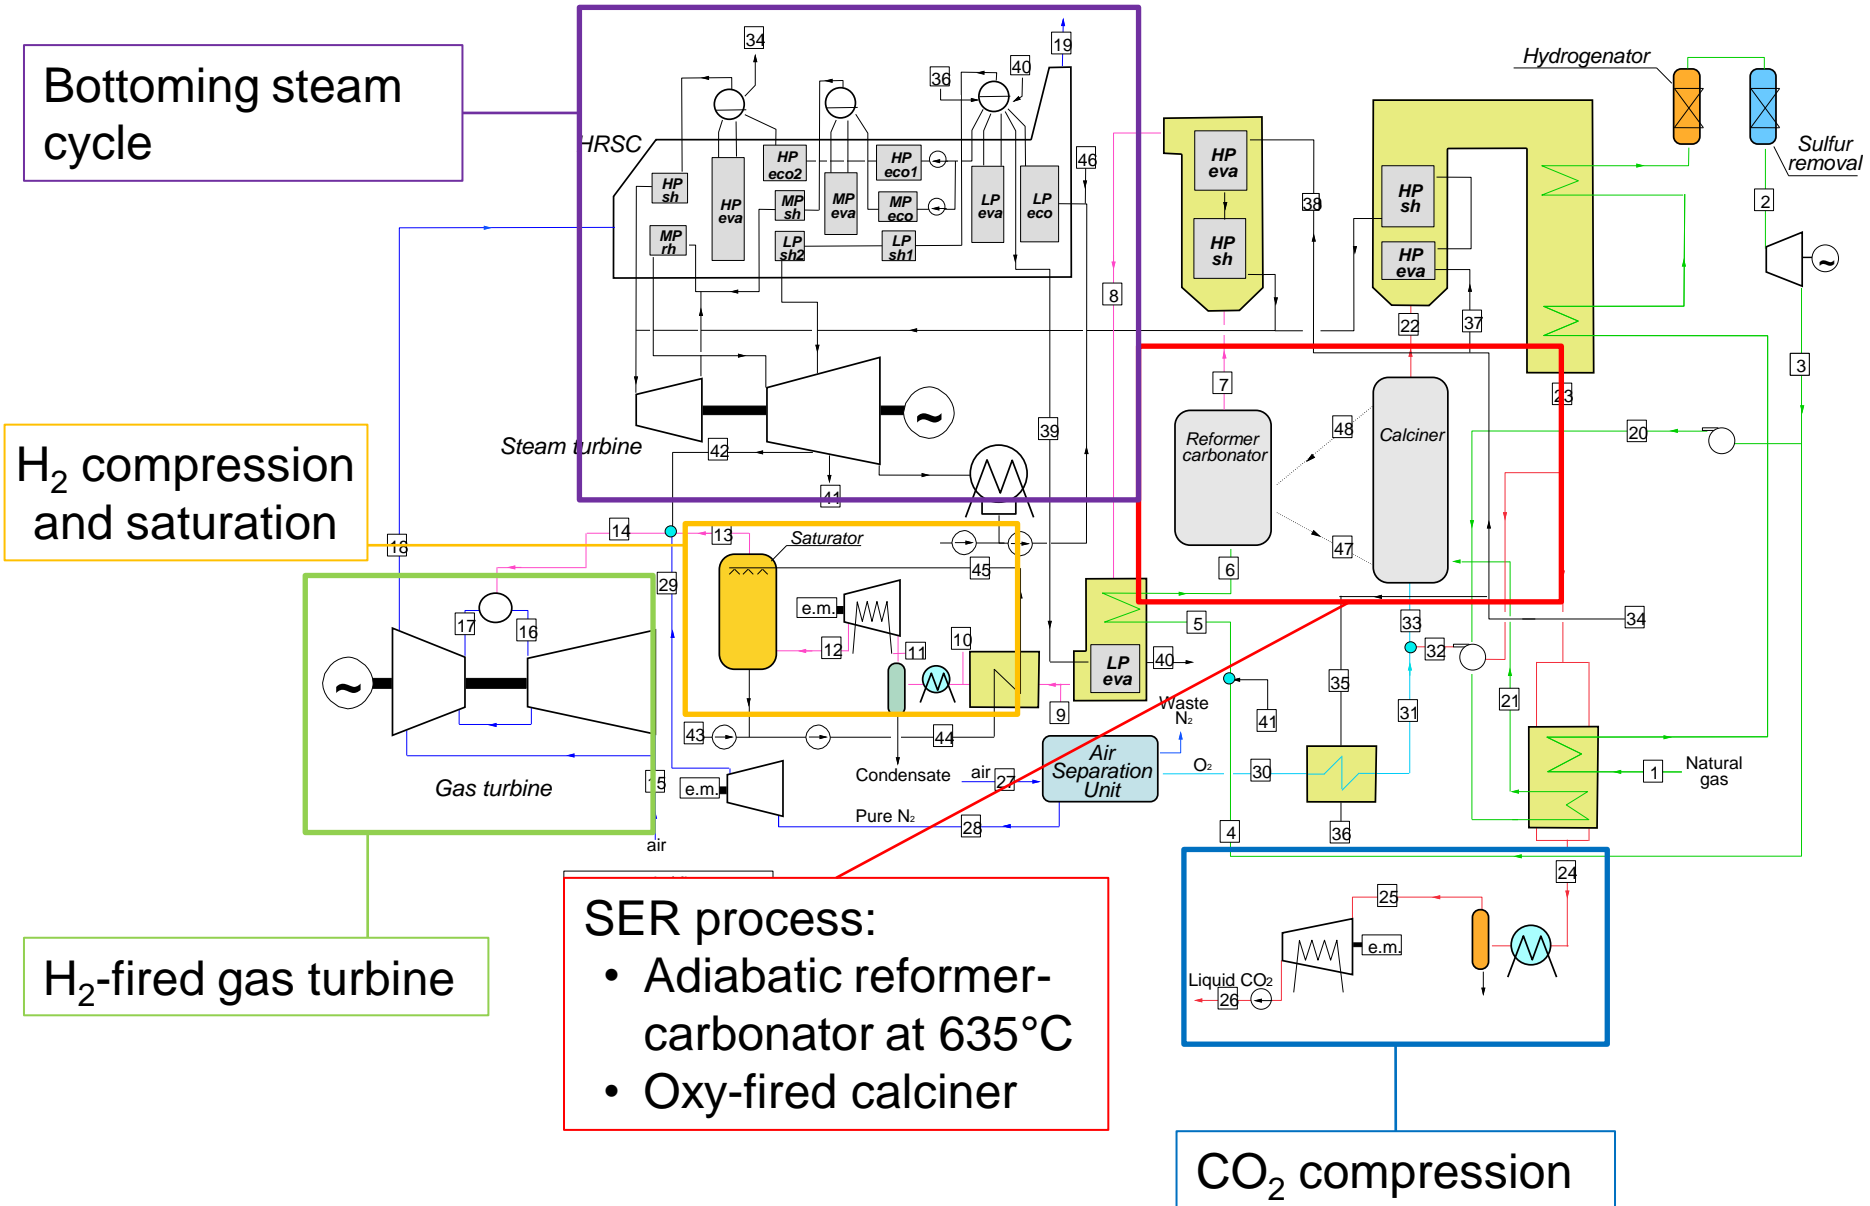 Bottoming steam
cycle
H₂ compression
and saturation
H₂-fired gas turbine
SER process:
• Adiabatic reformer-
carbonator at 635°C
• Oxy-fired calciner
CO₂ compression
HRSC
34
36
40
19
46
HP
sh
MP
rh
HP
eva
HP
eco2
MP
sh
LP
sh2
MP
eva
HP
eco1
MP
eco
LP
sh1
LP
eva
LP
eco
Steam turbine
~
42
41
39
8
HP
eva
HP
sh
38
7
HP
sh
HP
eva
22
37
Hydrogenator
Sulfur
removal
2
~
3
23
20
Reformer
carbonator
Calciner
48
47
6
5
33
32
31
35
34
21
1
Natural
gas
18
14
13
29
Saturator
45
e.m.
12
11
10
9
LP
eva
40
41
43
44
Condensate
17
16
~
Gas turbine
15
air
e.m.
Pure N₂
28
air
27
Air
Separation
Unit
Waste
N₂
O₂
30
36
4
24
25
e.m.
Liquid CO₂
26